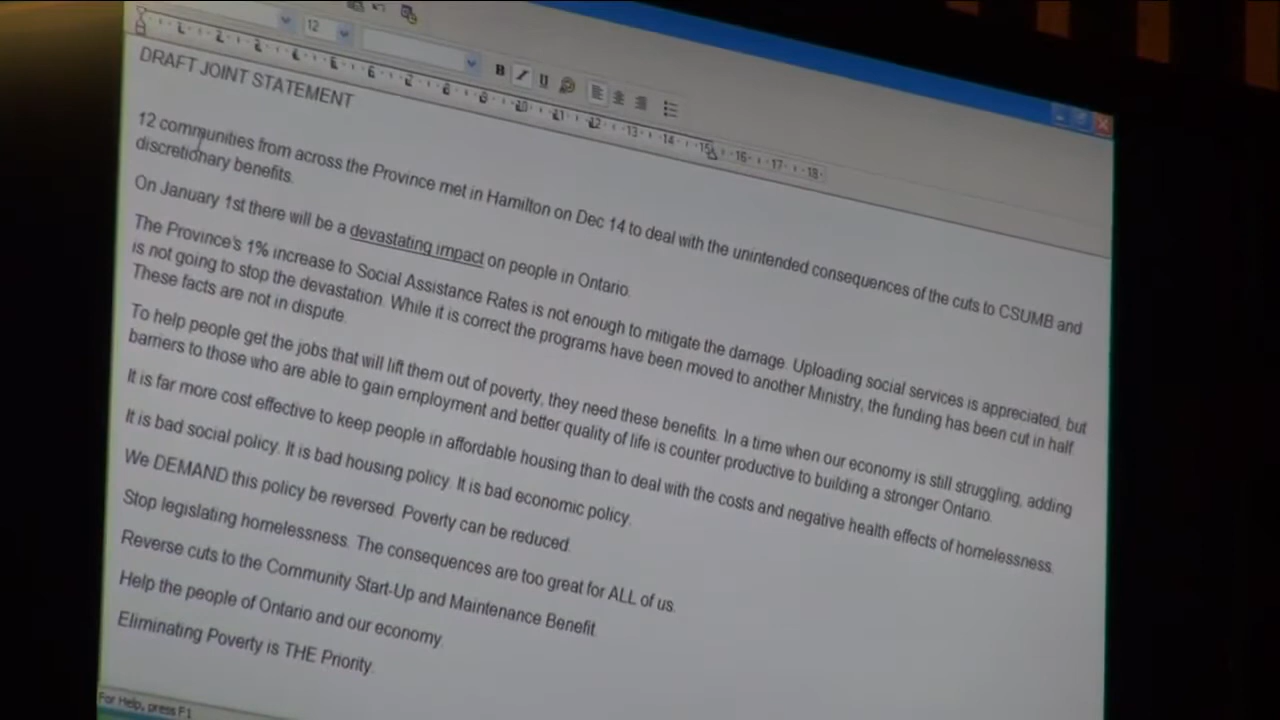 12
B I U
10 11 12 13 14 15 16 17 18
DRAFT JOINT STATEMENT
12 communities from across the Province met in Hamilton on Dec 14 to deal with the unintended consequences of the cuts to CSUMB and
discretionary benefits.
On January 1st there will be a devastating impact on people in Ontario.
The Province's 1% increase to Social Assistance Rates is not enough to mitigate the damage. Uploading social services is appreciated, but
is not going to stop the devastation. While it is correct the programs have been moved to another Ministry, the funding has been cut in half.
These facts are not in dispute.
To help people get the jobs that will lift them out of poverty, they need these benefits. In a time when our economy is still struggling, adding
barriers to those who are able to gain employment and better quality of life is counter productive to building a stronger Ontario.
It is far more cost effective to keep people in affordable housing than to deal with the costs and negative health effects of homelessness.
It is bad social policy. It is bad housing policy. It is bad economic policy.
We DEMAND this policy be reversed. Poverty can be reduced.
Stop legislating homelessness. The consequences are too great for ALL of us.
Reverse cuts to the Community Start-Up and Maintenance Benefit.
Help the people of Ontario and our economy.
Eliminating Poverty is THE Priority.
For Help, press F1